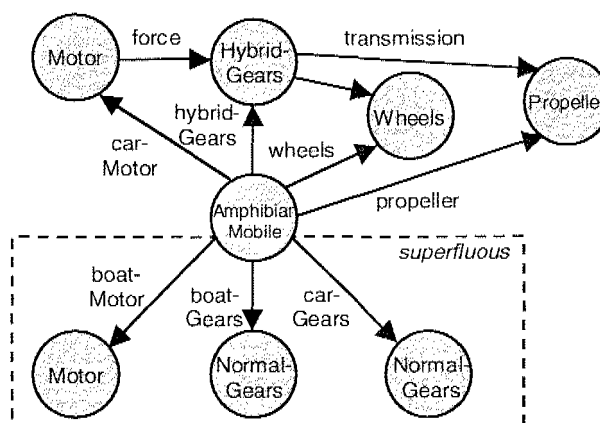 force
transmission
Motor
Hybrid-
Gears
Propelle
Wheels
hybrid-
Gears
car-
Motor
wheels
propeller
Amphibian
Mobile
superfluous
boat-
Motor
boat-
Gears
car-
Gears
Motor
Normal-
Gears
Normal-
Gears